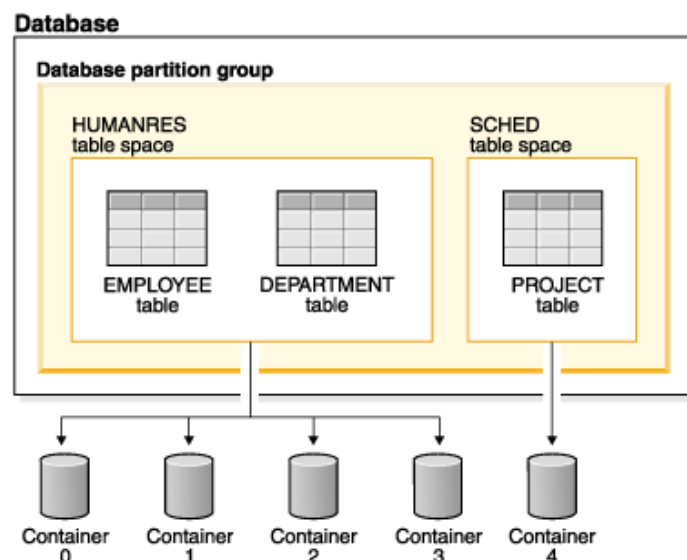 Database
Database partition group
HUMANRES
table space
SCHED
table space
EMPLOYEE
table
DEPARTMENT
table
PROJECT
table
Container
0
Container
1
Container
2
Container
3
Container
4